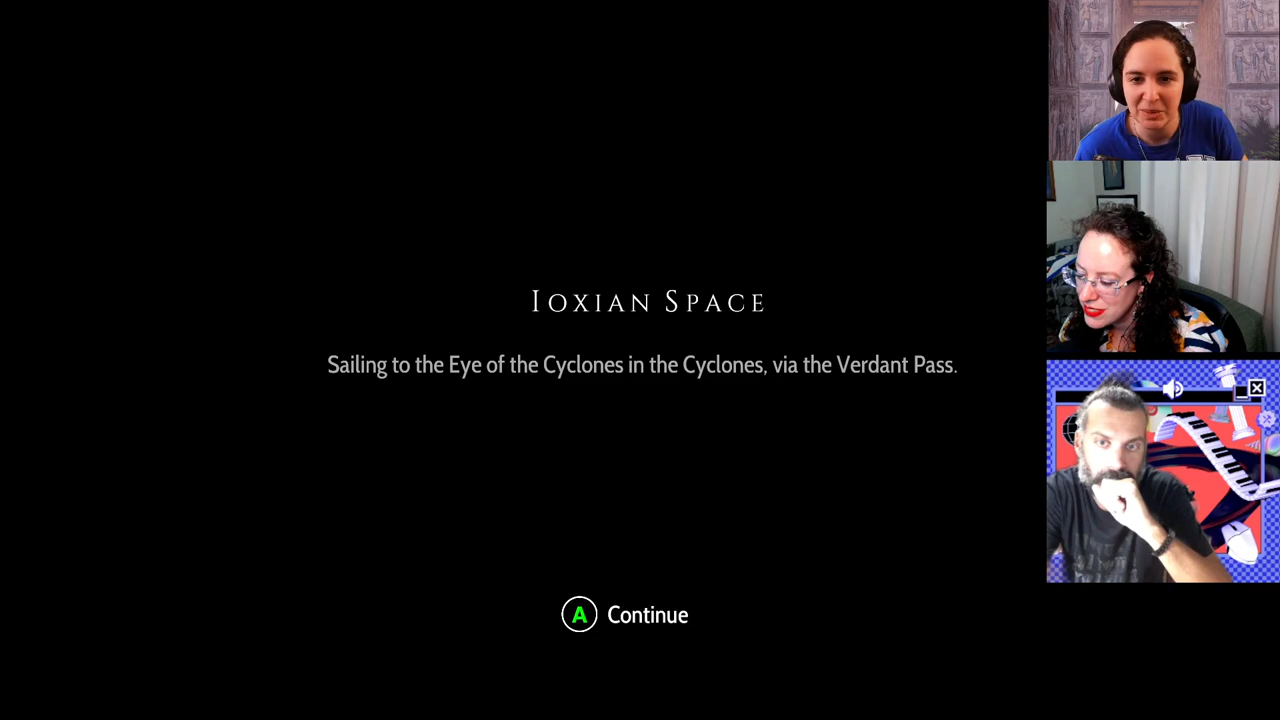 Ioxian Space
Sailing to the Eye of the Cyclones in the Cyclones, via the Verdant Pass.
A Continue